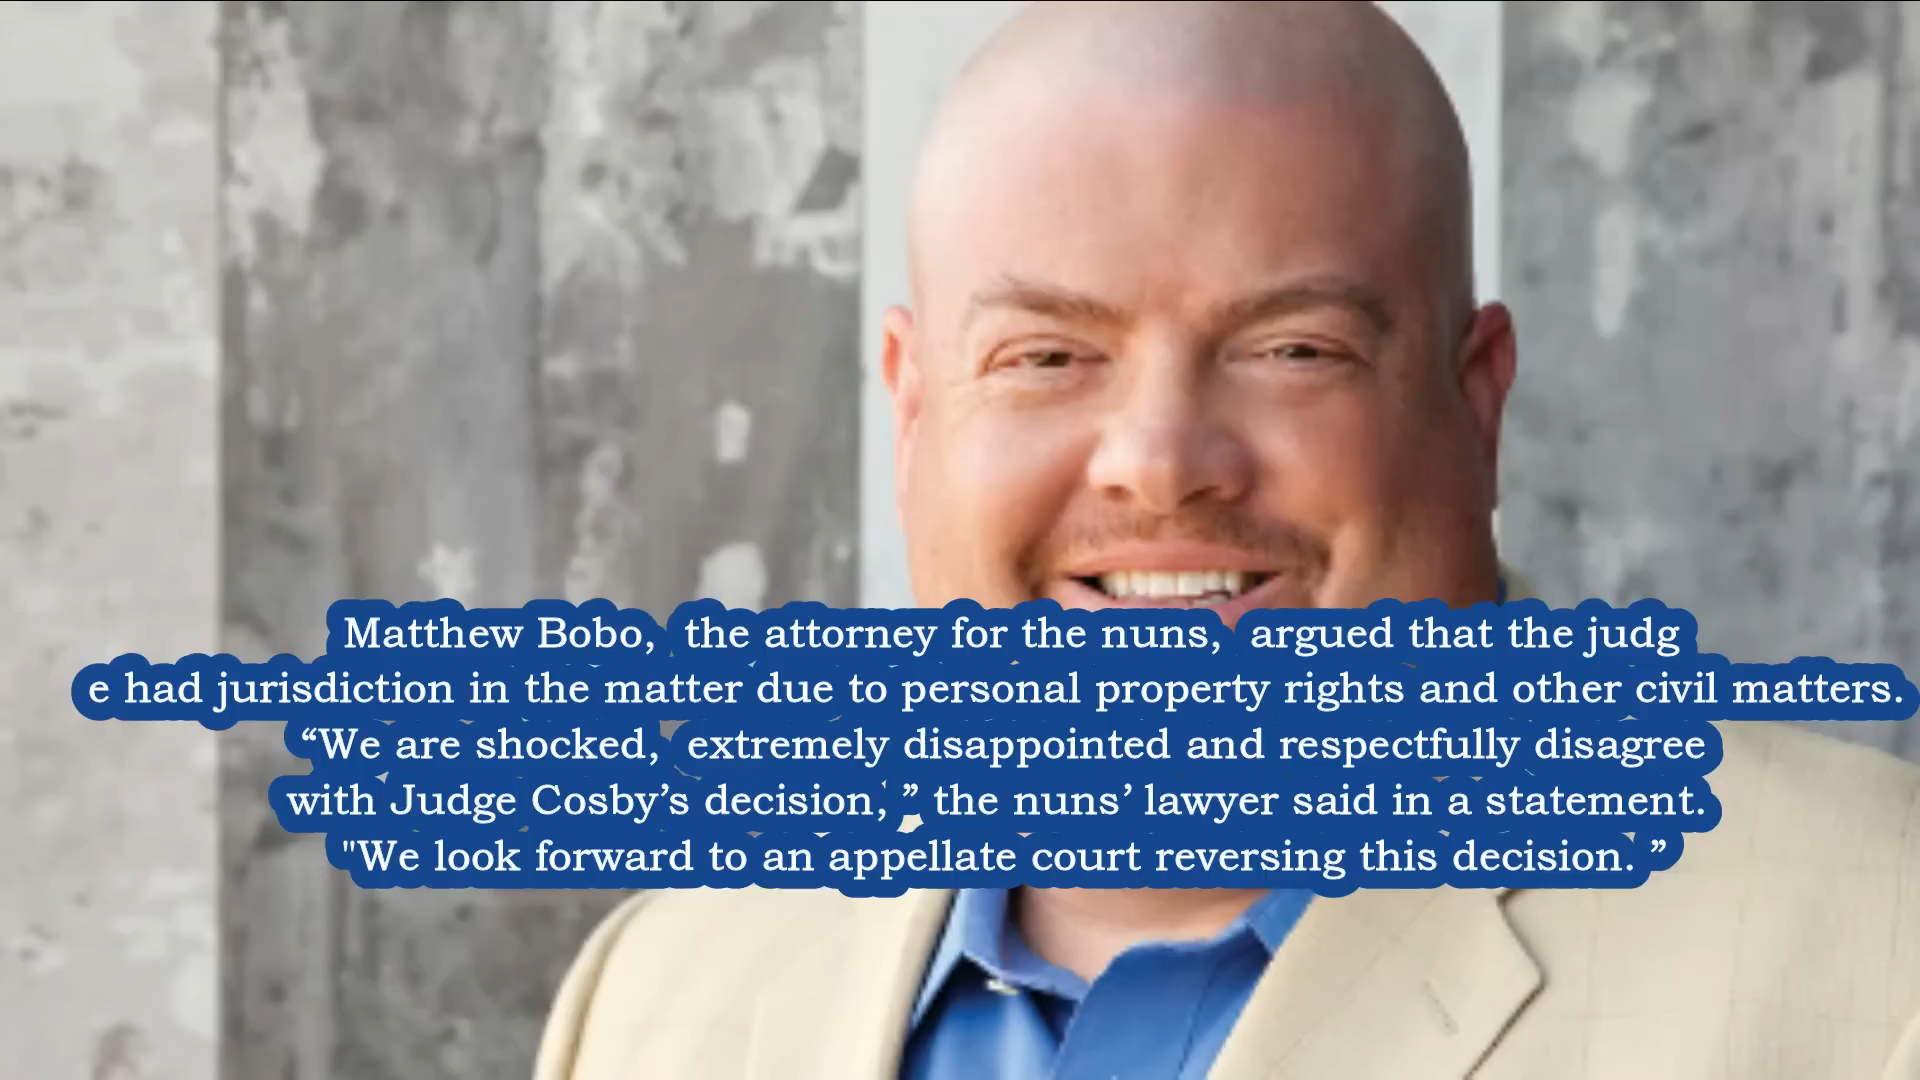 Matthew Bobo,  the attorney for the nuns,  argued that the judg
e had jurisdiction in the matter due to personal property rights and other civil matters.
“We are shocked,  extremely disappointed and respectfully disagree
with Judge Cosby’s decision, ” the nuns’ lawyer said in a statement.
"We look forward to an appellate court reversing this decision. ”